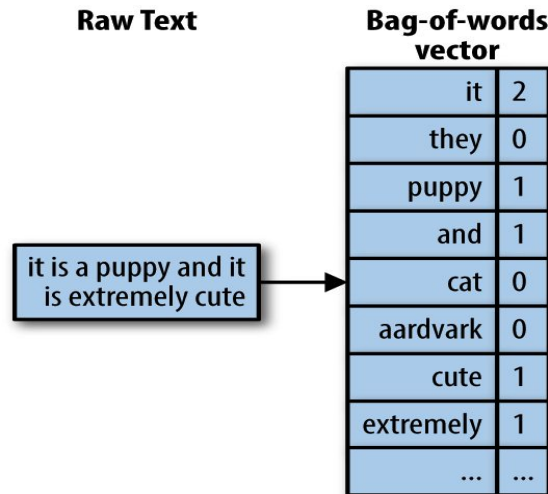 Raw Text
Bag-of-words
vector
it is a puppy and it
is extremely cute
it 2
they 0
puppy 1
and 1
cat 0
aardvark 0
cute 1
extremely 1
... ...